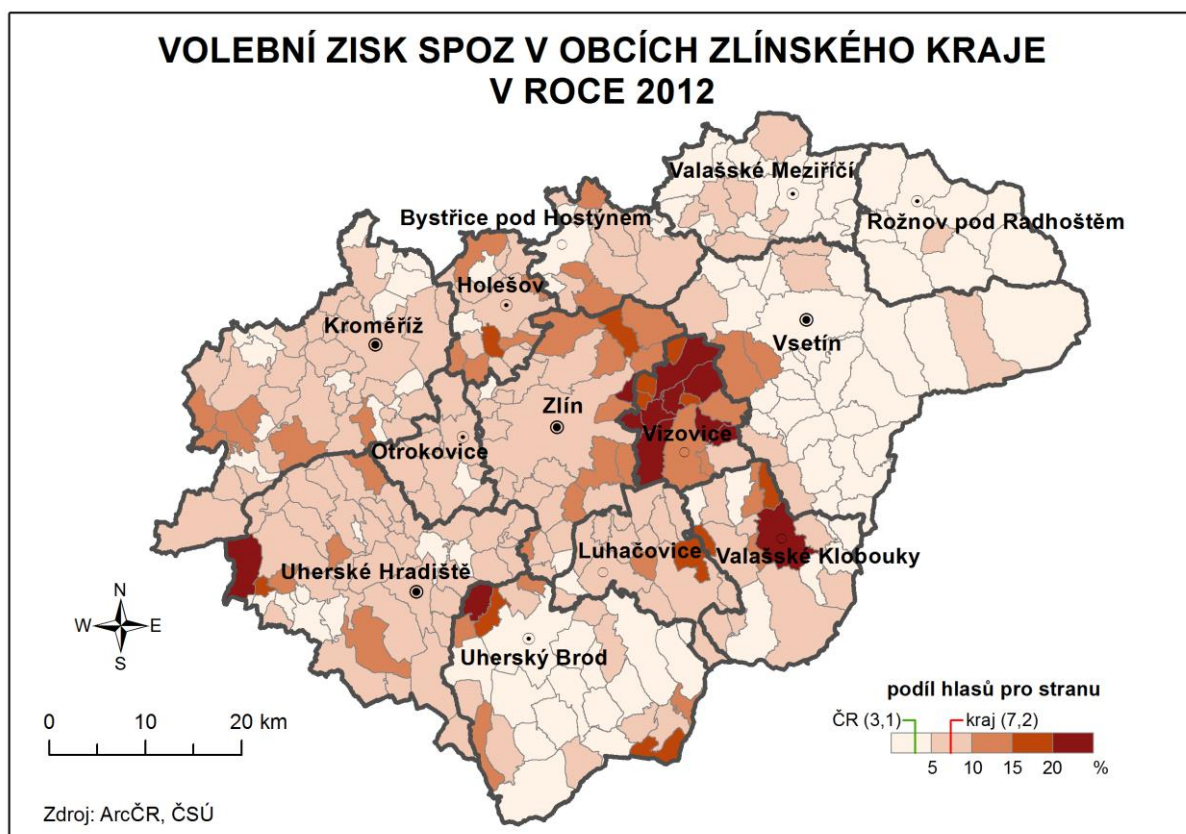 VOLEBNÍ ZISK SPOZ V OBCÍCH ZLÍNSKÉHO KRAJE
V ROCE 2012
Valašské Meziříčí
Rožnov pod Radhoštěm
Bystřice pod Hostýnem
Holešov
Kroměříž
Vsetín
Zlín
Vizovice
Otrokovice
Luhačovice
Valašské Klobouky
Uherské Hradiště
Uherský Brod
N
W E
S
0 10 20 km
podíl hlasů pro stranu
ČR (3,1) kraj (7,2)
5 10 15 20 %
Zdroj: ArcČR, ČSÚ